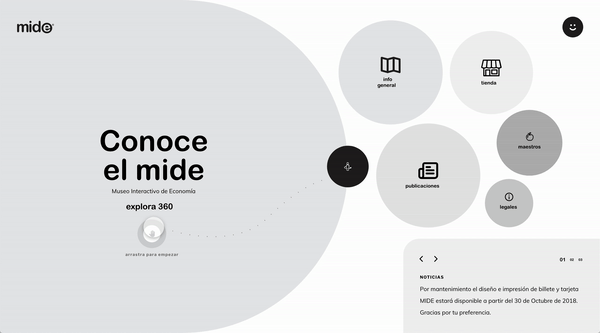 mide
Conoce
el mide
Museo Interactivo de Economía
explora 360
arrastra para empezar
info
general
tienda
maestros
publicaciones
legales
01
NOTICIAS
Por mantenimiento el diseño e impresión de billete y tarjeta
MIDE estará disponible a partir del 30 de Octubre de 2018.
Gracias por tu preferencia.